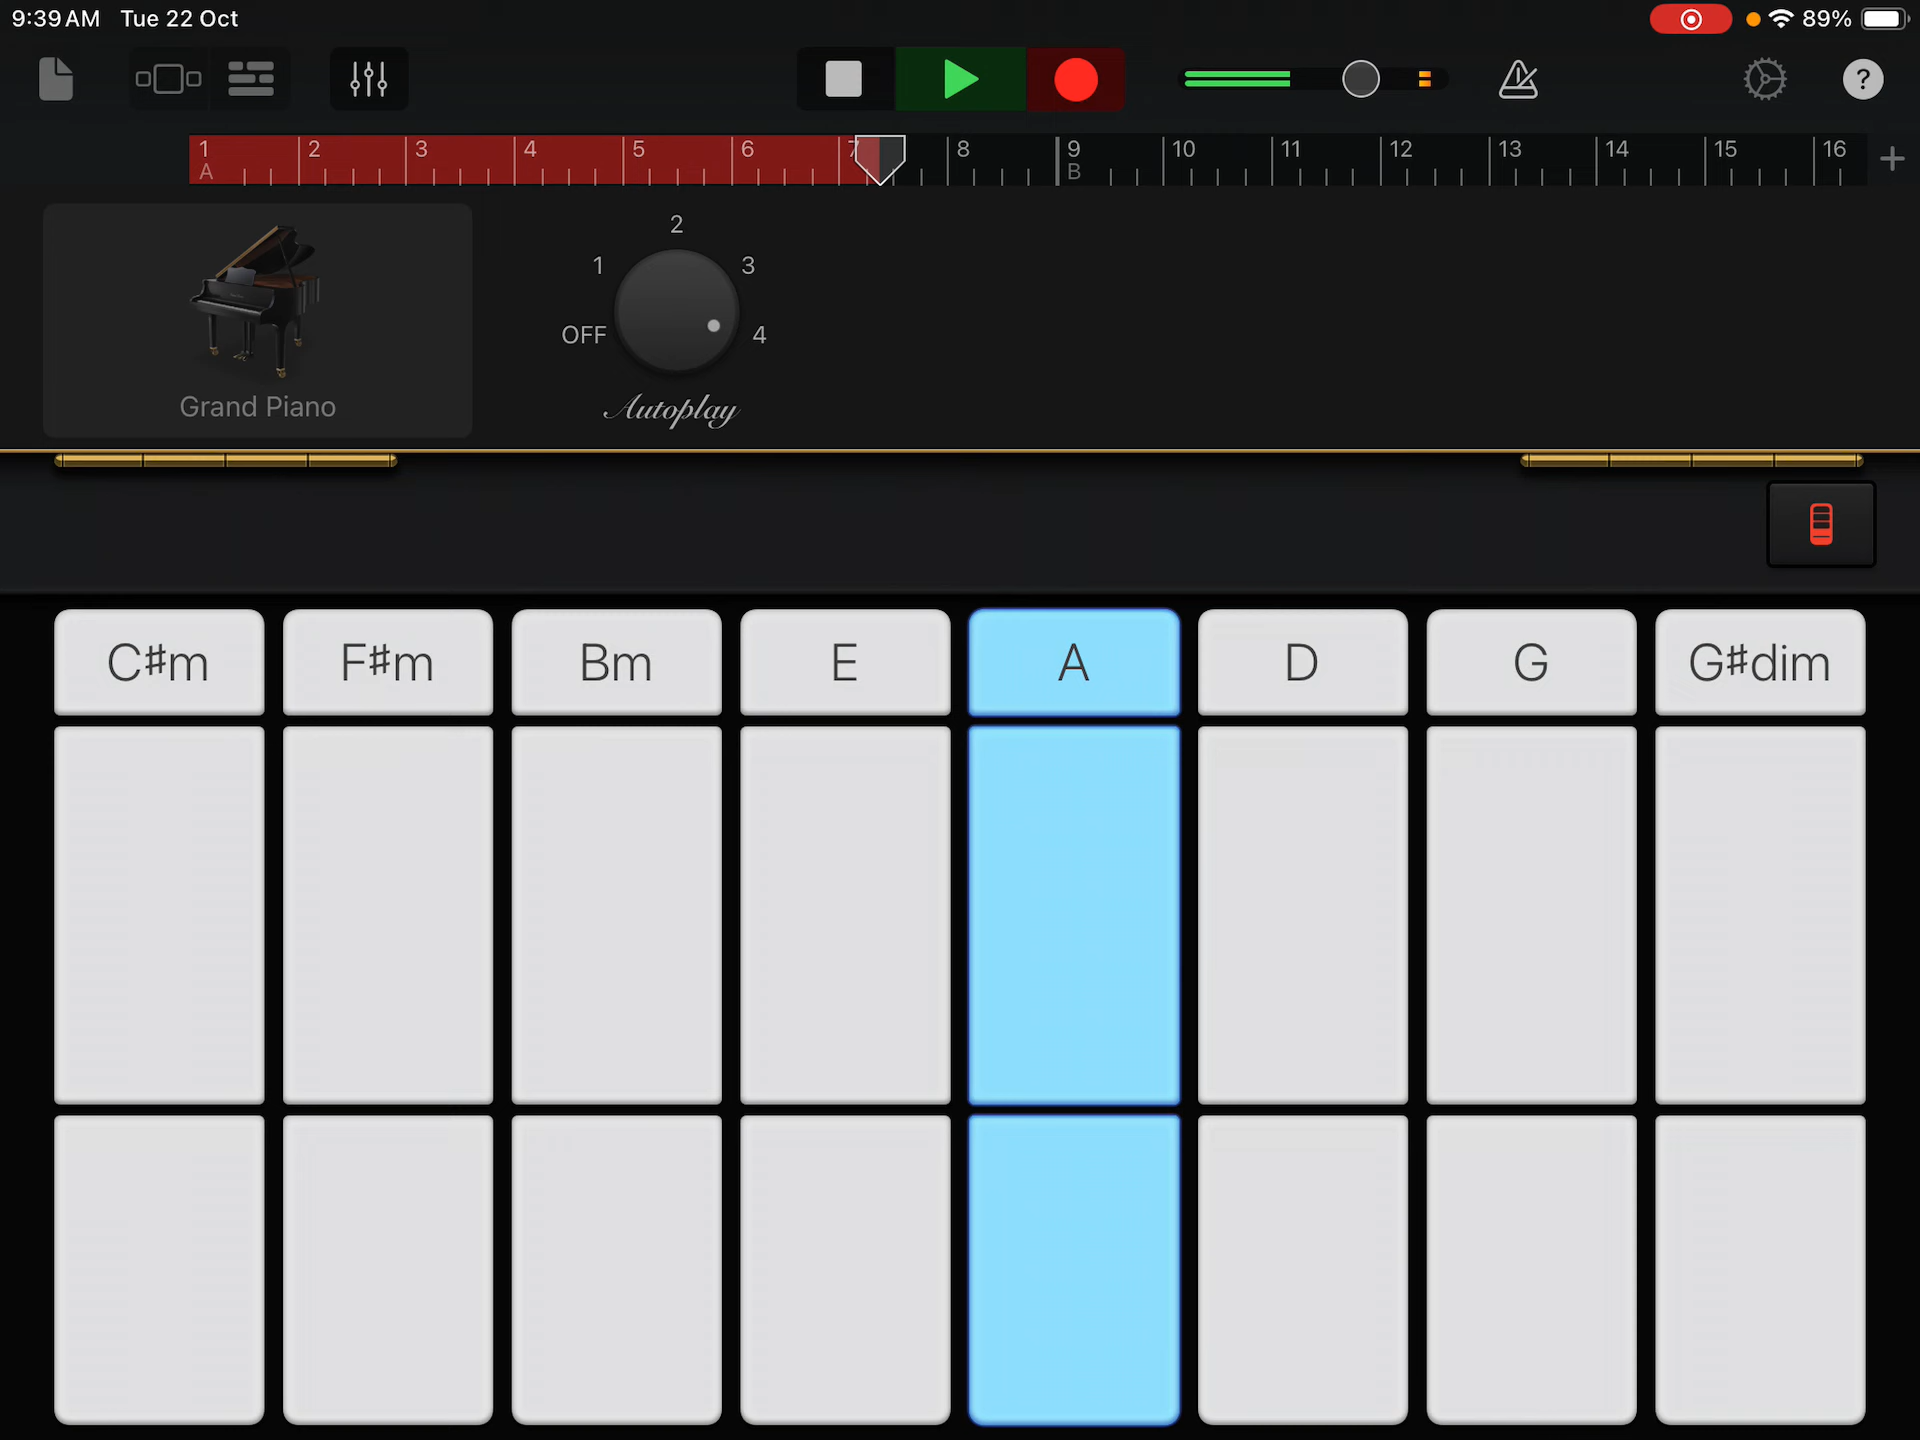 9:39 AM Tue 22 Oct 89%
?
1 2 3 4 5 6 7 8 9 10 11 12 13 14 15 16 +
A B
2
1 3
OFF 4
Grand Piano Autoplay
C♯m F♯m Bm E A D G G♯dim